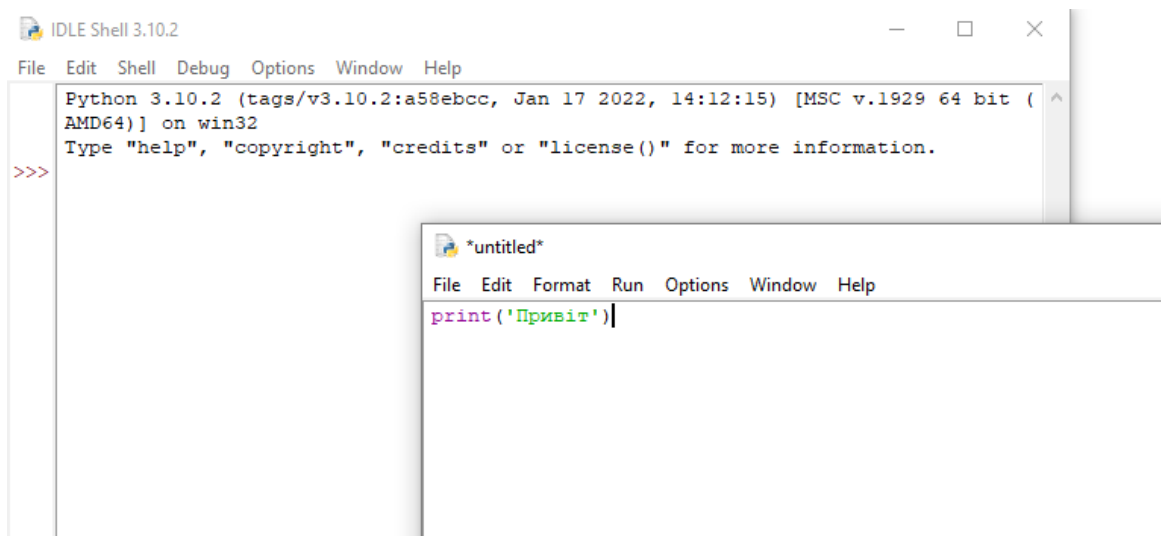 IDLE Shell 3.10.2
File Edit Shell Debug Options Window Help
Python 3.10.2 (tags/v3.10.2:a58ebcc, Jan 17 2022, 14:12:15) [MSC v.1929 64 bit (
AMD64)] on win32
Type "help", "copyright", "credits" or "license()" for more information.
>>>
*untitled*
File Edit Format Run Options Window Help
print('Привіт')